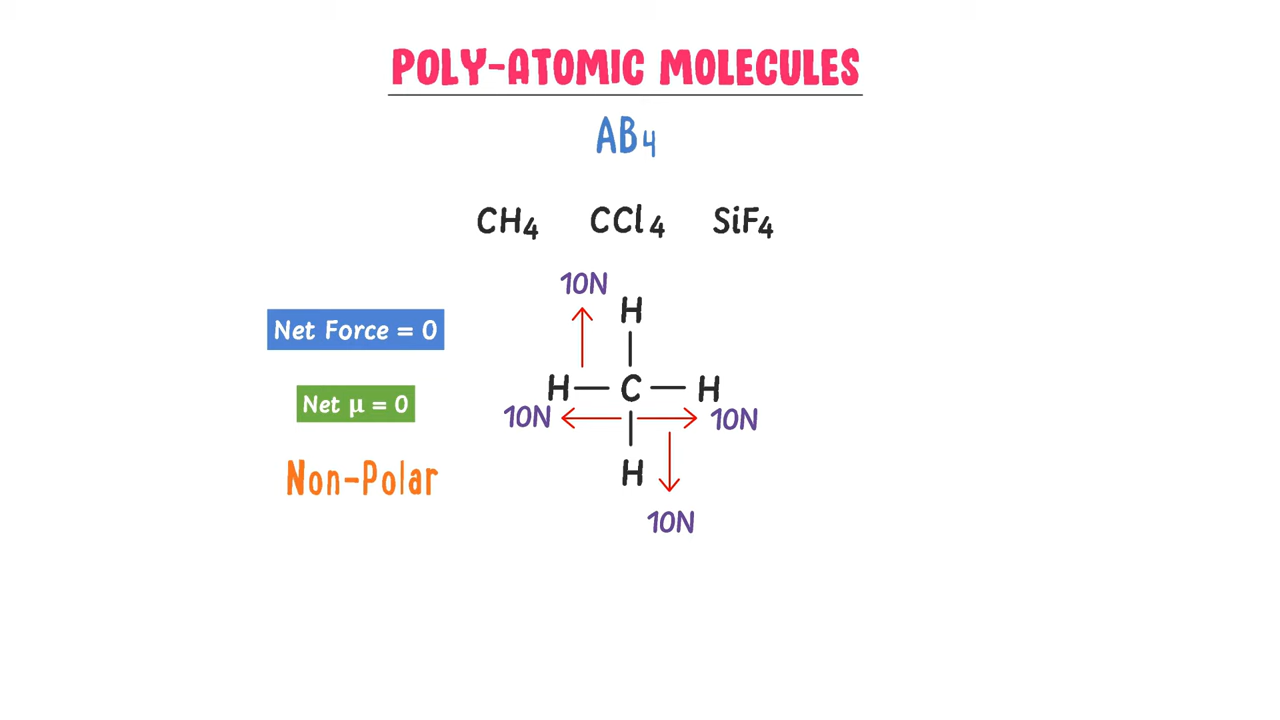 POLY-ATOMIC MOLECULES
AB₄
CH₄ CCl₄ SiF₄
10N
H
Net Force = 0
H C H
Net μ = 0
10N 10N
H
Non-Polar
10N